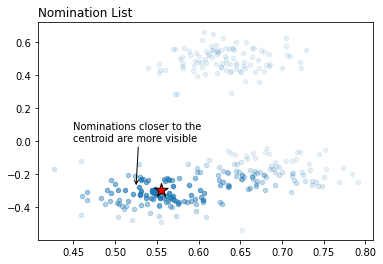 Nomination List
0.6
0.4
0.2
0.0
−0.2
−0.4
Nominations closer to the
centroid are more visible
0.45 0.50 0.55 0.60 0.65 0.70 0.75 0.80